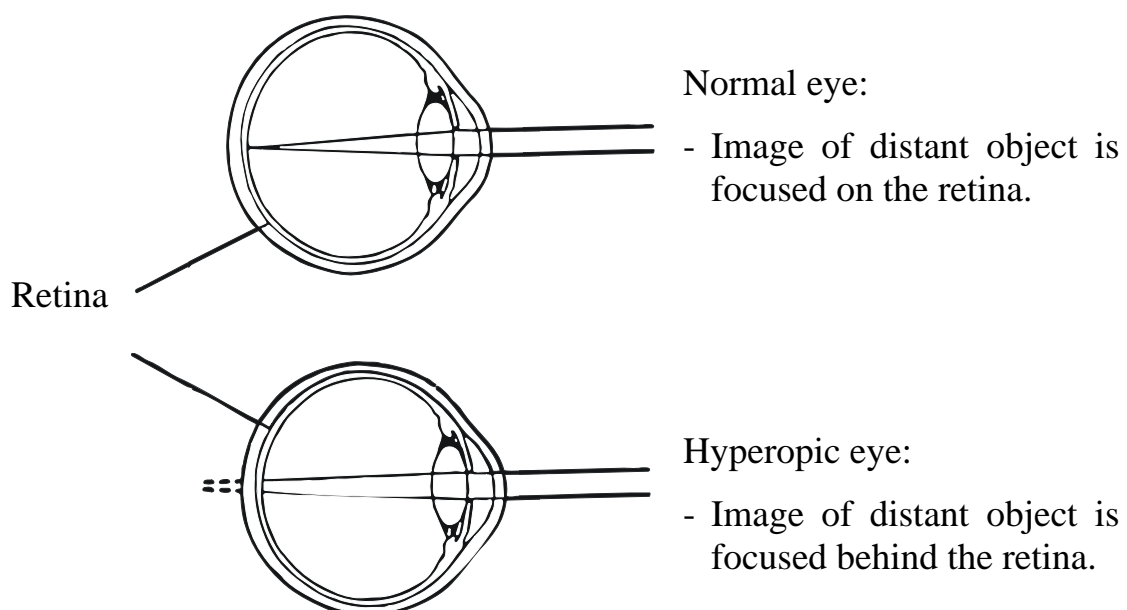 Normal eye:
- Image of distant object is
focused on the retina.
Retina
Hyperopic eye:
- Image of distant object is
focused behind the retina.